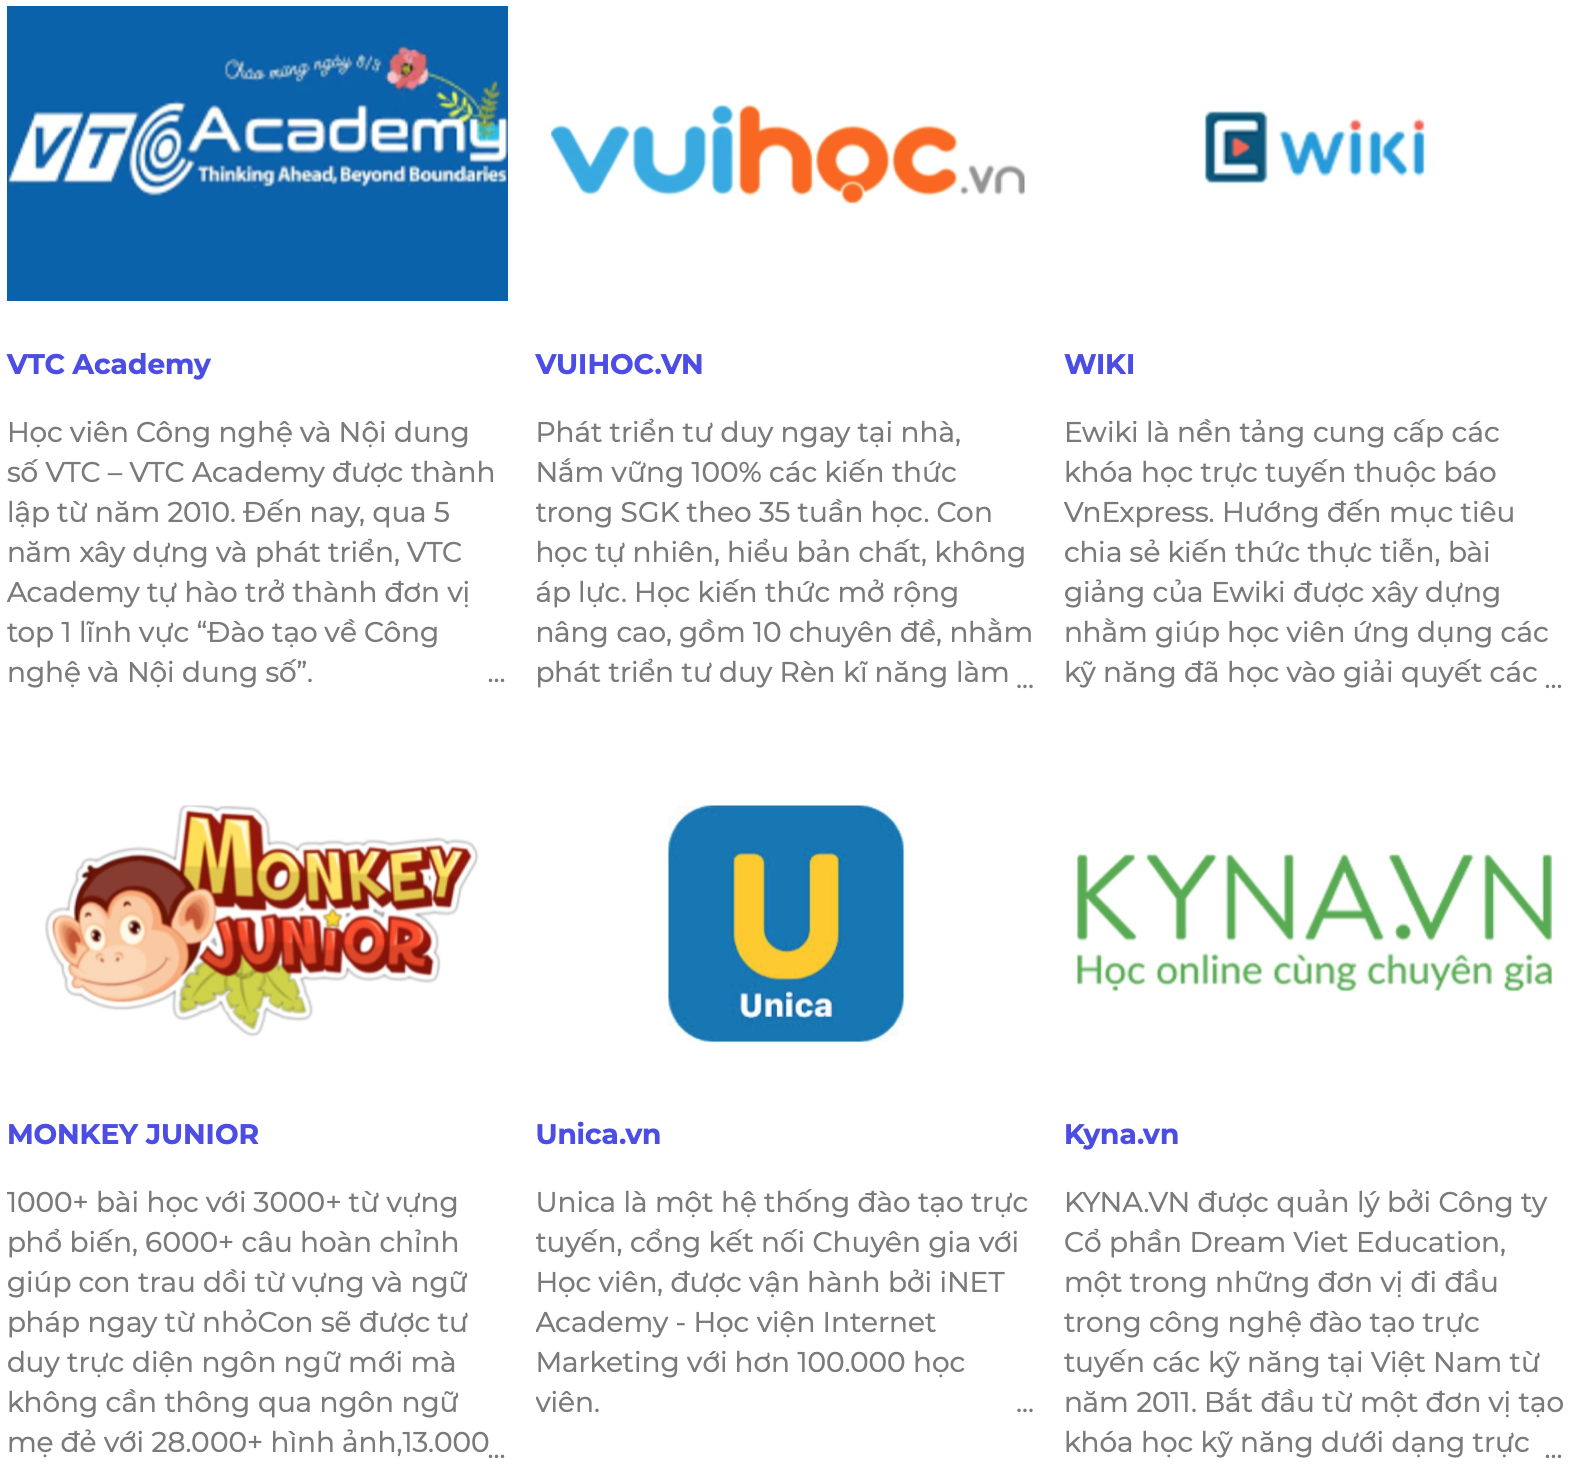 Chào mừng ngày 8/3
VTC Academy
Thinking Ahead, Beyond Boundaries
vuihọc.vn
E WiKi
VTC Academy
Học viên Công nghệ và Nội dung
số VTC – VTC Academy được thành
lập từ năm 2010. Đến nay, qua 5
năm xây dựng và phát triển, VTC
Academy tự hào trở thành đơn vị
top 1 lĩnh vực “Đào tạo về Công
nghệ và Nội dung số”. ...
VUIHOC.VN
Phát triển tư duy ngay tại nhà,
Nắm vững 100% các kiến thức
trong SGK theo 35 tuần học. Con
học tự nhiên, hiểu bản chất, không
áp lực. Học kiến thức mở rộng
nâng cao, gồm 10 chuyên đề, nhằm
phát triển tư duy Rèn kĩ năng làm ...
WIKI
Ewiki là nền tảng cung cấp các
khóa học trực tuyến thuộc báo
VnExpress. Hướng đến mục tiêu
chia sẻ kiến thức thực tiễn, bài
giảng của Ewiki được xây dựng
nhằm giúp học viên ứng dụng các
kỹ năng đã học vào giải quyết các ...
MONKEY
JUNIOR
U
Unica
KYNA.VN
Học online cùng chuyên gia
MONKEY JUNIOR
1000+ bài học với 3000+ từ vựng
phổ biến, 6000+ câu hoàn chỉnh
giúp con trau dồi từ vựng và ngữ
pháp ngay từ nhỏCon sẽ được tư
duy trực diện ngôn ngữ mới mà
không cần thông qua ngôn ngữ
mẹ đẻ với 28.000+ hình ảnh,13.000...
Unica.vn
Unica là một hệ thống đào tạo trực
tuyến, cổng kết nối Chuyên gia với
Học viên, được vận hành bởi iNET
Academy - Học viện Internet
Marketing với hơn 100.000 học
viên. ...
Kyna.vn
KYNA.VN được quản lý bởi Công ty
Cổ phần Dream Viet Education,
một trong những đơn vị đi đầu
trong công nghệ đào tạo trực
tuyến các kỹ năng tại Việt Nam từ
năm 2011. Bắt đầu từ một đơn vị tạo
khóa học kỹ năng dưới dạng trực ...